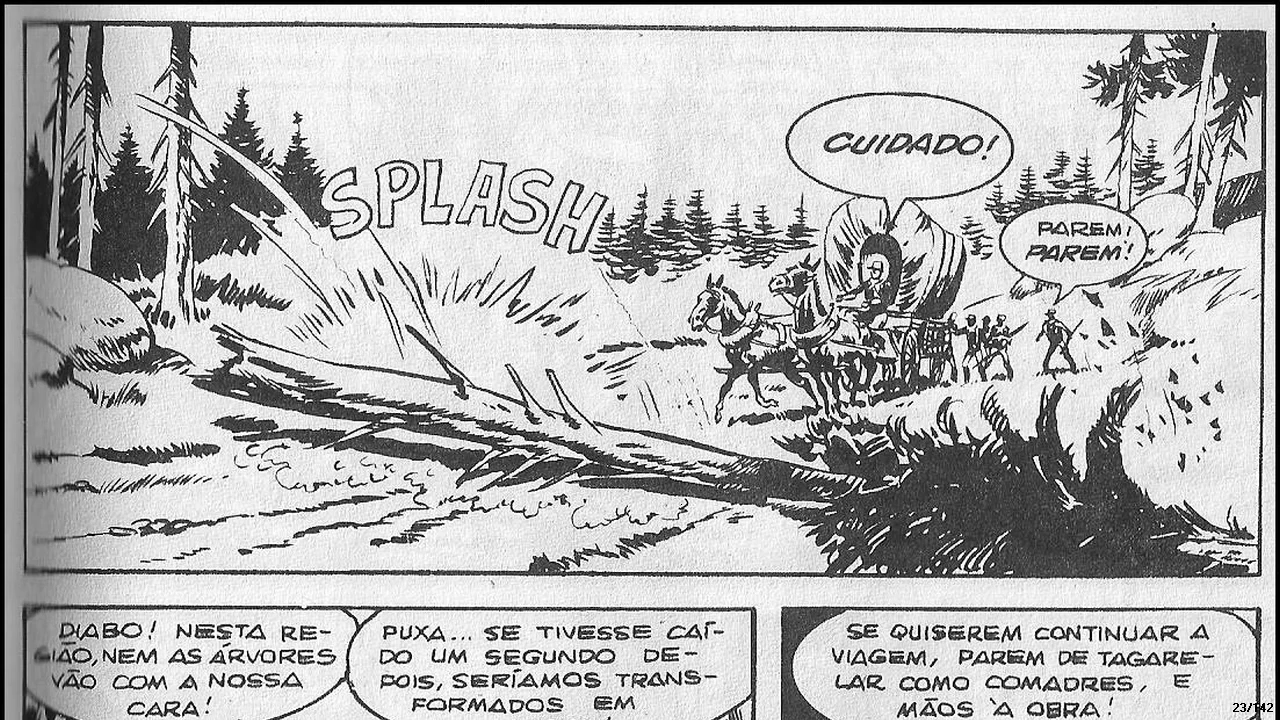 SPLASH
CUIDADO!
PAREM!
PAREM!
DIABO! NESTA RE-
GIÃO, NEM AS ÁRVORES
VÃO COM A NOSSA
CARA!
PUXA... SE TIVESSE CAÍ-
DO UM SEGUNDO DE-
POIS, SERÍAMOS TRANS-
FORMADOS EM
SE QUISEREM CONTINUAR A
VIAGEM, PAREM DE TAGARE-
LAR COMO COMADRES, E
MÃOS À OBRA!
23/142